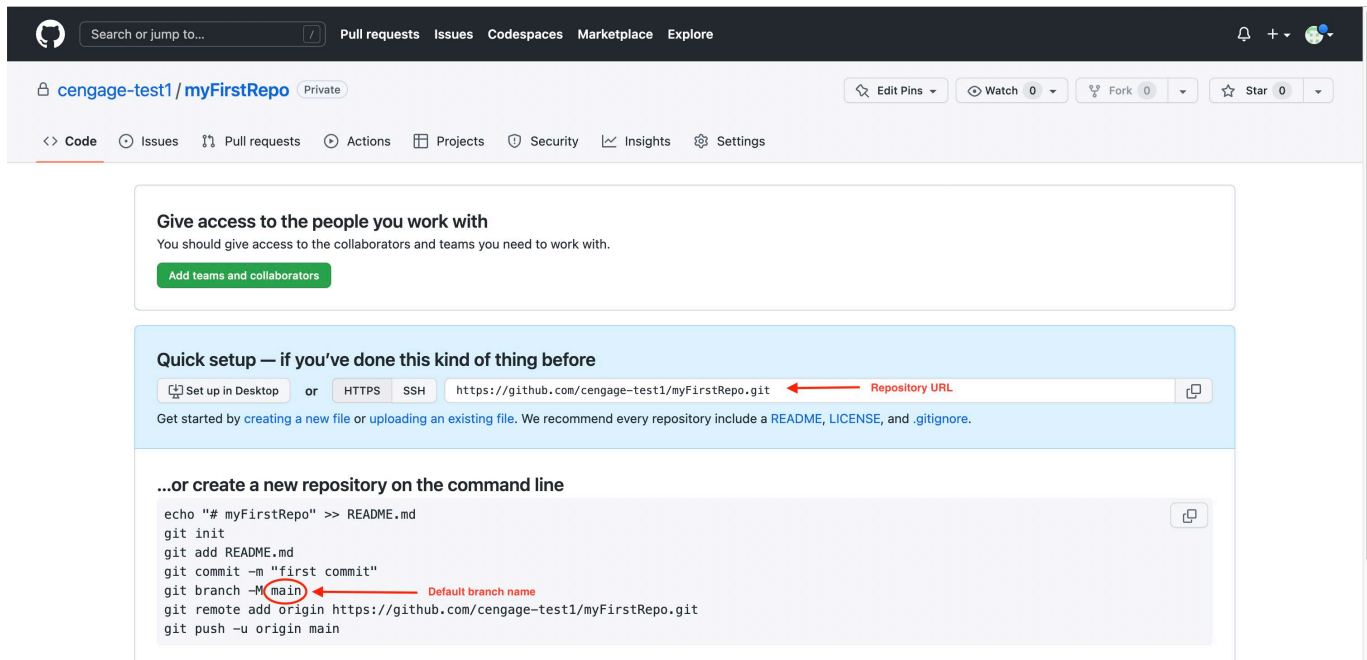 Search or jump to... / Pull requests Issues Codespaces Marketplace Explore
cengage-test1 / myFirstRepo Private Edit Pins Watch 0 Fork 0 Star 0
<> Code Issues Pull requests Actions Projects Security Insights Settings
Give access to the people you work with
You should give access to the collaborators and teams you need to work with.
Add teams and collaborators
Quick setup — if you've done this kind of thing before
Set up in Desktop or HTTPS SSH https://github.com/cengage-test1/myFirstRepo.git Repository URL
Get started by creating a new file or uploading an existing file. We recommend every repository include a README, LICENSE, and .gitignore.
...or create a new repository on the command line
echo "# myFirstRepo" >> README.md
git init
git add README.md
git commit -m "first commit"
git branch -M main Default branch name
git remote add origin https://github.com/cengage-test1/myFirstRepo.git
git push -u origin main